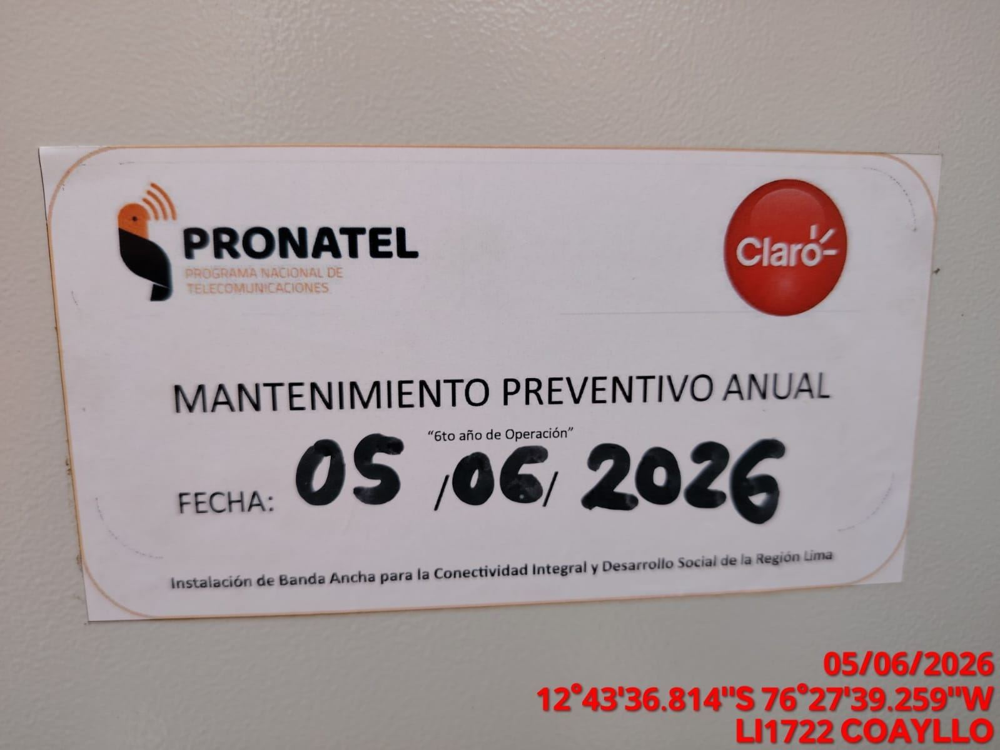 PRONATEL
PROGRAMA NACIONAL DE
TELECOMUNICACIONES
Claro
MANTENIMIENTO PREVENTIVO ANUAL
“6to año de Operación”
FECHA: 05 /06/ 2026
Instalación de Banda Ancha para la Conectividad Integral y Desarrollo Social de la Región Lima
05/06/2026
12°43'36.814"S 76°27'39.259"W
LI1722 COAYLLO